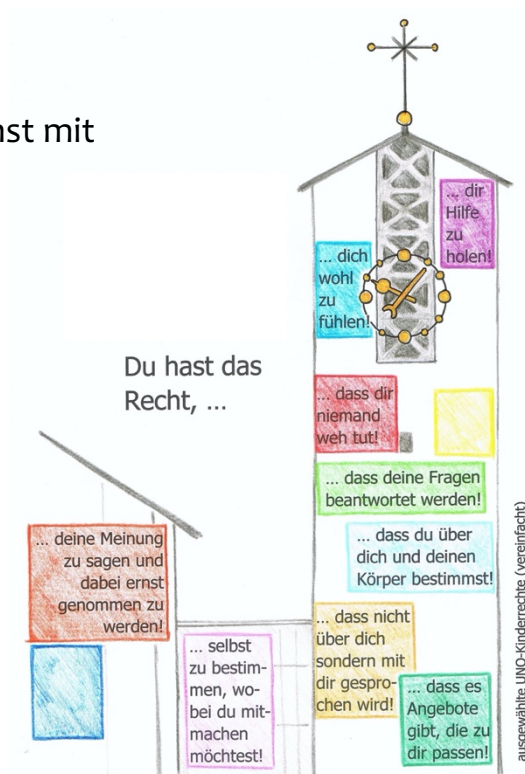 nst mit
... dir
Hilfe
zu
holen!
... dich
wohl
zu
fühlen!
Du hast das
Recht, ...
... dass dir
niemand
weh tut!
... dass deine Fragen
beantwortet werden!
... dass du über
dich und deinen
Körper bestimmst!
... deine Meinung
zu sagen und
dabei ernst
genommen zu
werden!
... dass nicht
über dich
sondern mit
dir gespro-
chen wird!
... selbst
zu bestim-
men, wo-
bei du mit-
machen
möchtest!
... dass es
Angebote
gibt, die zu
dir passen!
ausgewählte UNO-Kinderrechte (vereinfacht)